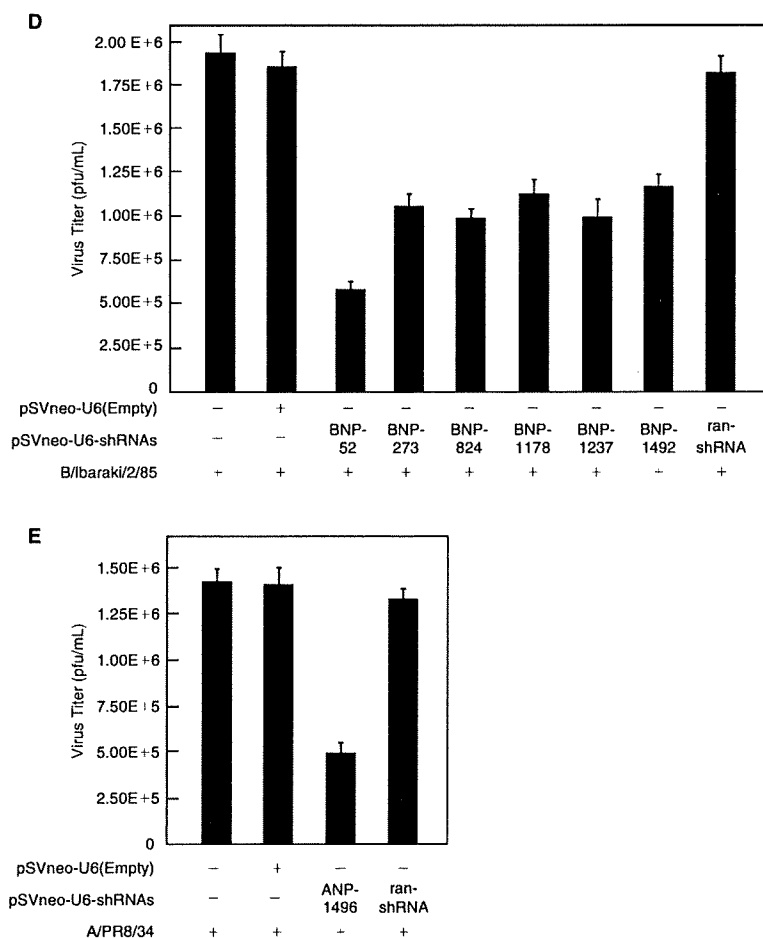 D
Virus Titer (pfu/mL)
2.00 E+6
1.75E+6
1.50E+6
1.25E+6
1.00E+6
7.50E+5
5.00E+5
2.50E+5
0
pSVneo-U6(Empty) − + − − − − − − −
pSVneo-U6-shRNAs − − BNP-52 BNP-273 BNP-824 BNP-1178 BNP-1237 BNP-1492 ran-shRNA
B/Ibaraki/2/85 + + + + + + + + +
E
Virus Titer (pfu/mL)
1.50E+6
1.25E+6
1.25E+6
7.50E+5
5.00E+5
2.50E+5
0
pSVneo-U6(Empty) − + − −
pSVneo-U6-shRNAs − − ANP-1496 ran-shRNA
A/PR8/34 + + + +